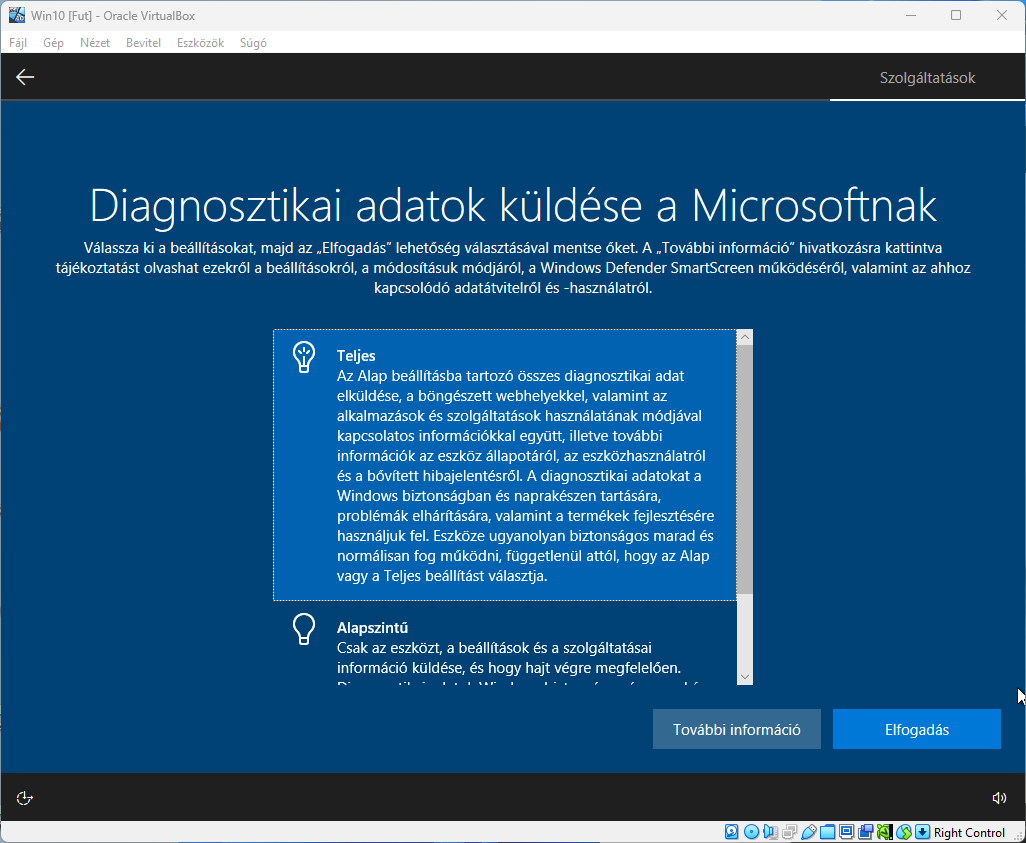 Win10 [Fut] - Oracle VirtualBox
Fájl Gép Nézet Bevitel Eszközök Súgó
Szolgáltatások
Diagnosztikai adatok küldése a Microsoftnak
Válassza ki a beállításokat, majd az „Elfogadás” lehetőség választásával mentse őket. A „További információ” hivatkozásra kattintva
tájékoztatást olvashat ezekről a beállításokról, a módosításuk módjáról, a Windows Defender SmartScreen működéséről, valamint az ahhoz
kapcsolódó adatátvitelről és -használatról.
Teljes
Az Alap beállításba tartozó összes diagnosztikai adat
elküldése, a böngészett webhelyekkel, valamint az
alkalmazások és szolgáltatások használatának módjával
kapcsolatos információkkal együtt, illetve további
információk az eszköz állapotáról, az eszközhasználatról
és a bővített hibajelentésről. A diagnosztikai adatokat a
Windows biztonságban és naprakészen tartására,
problémák elhárítására, valamint a termékek fejlesztésére
használjuk fel. Eszköze ugyanolyan biztonságos marad és
normálisan fog működni, függetlenül attól, hogy az Alap
vagy a Teljes beállítást választja.
Alapszintű
Csak az eszközt, a beállítások és a szolgáltatásai
információ küldése, és hogy hajt végre megfelelően.
További információ
Elfogadás
Right Control